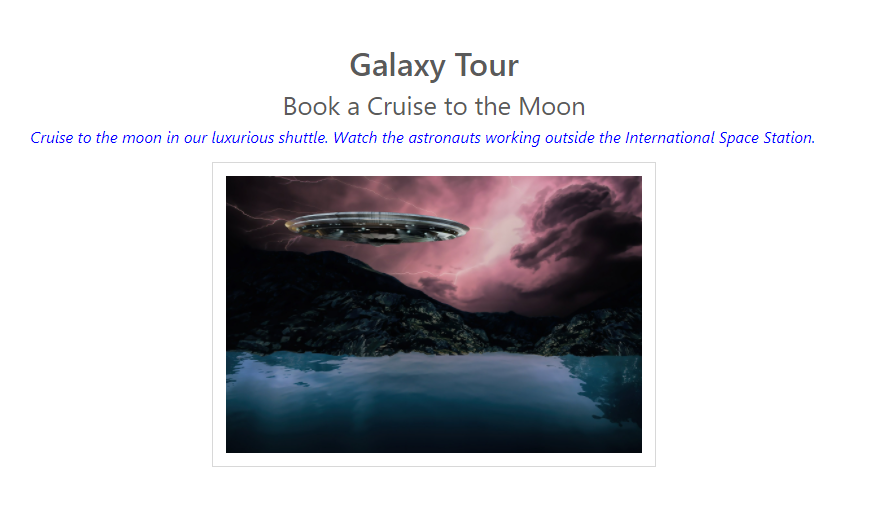 Galaxy Tour
Book a Cruise to the Moon
Cruise to the moon in our luxurious shuttle. Watch the astronauts working outside the International Space Station.